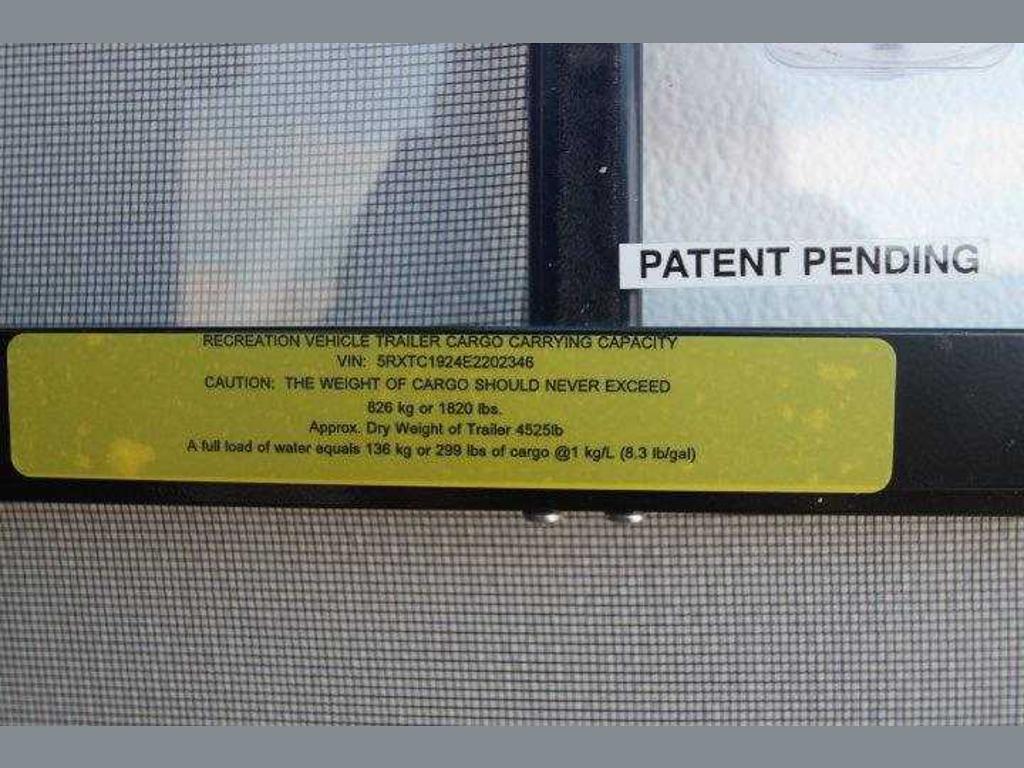 PATENT PENDING
RECREATION VEHICLE TRAILER CARGO CARRYING CAPACITY
VIN: 5RXTC1924E2202346
CAUTION: THE WEIGHT OF CARGO SHOULD NEVER EXCEED
826 kg or 1820 lbs.
Approx. Dry Weight of Trailer 4525lb
A full load of water equals 136 kg or 299 lbs of cargo @1 kg/L (8.3 lb/gal)